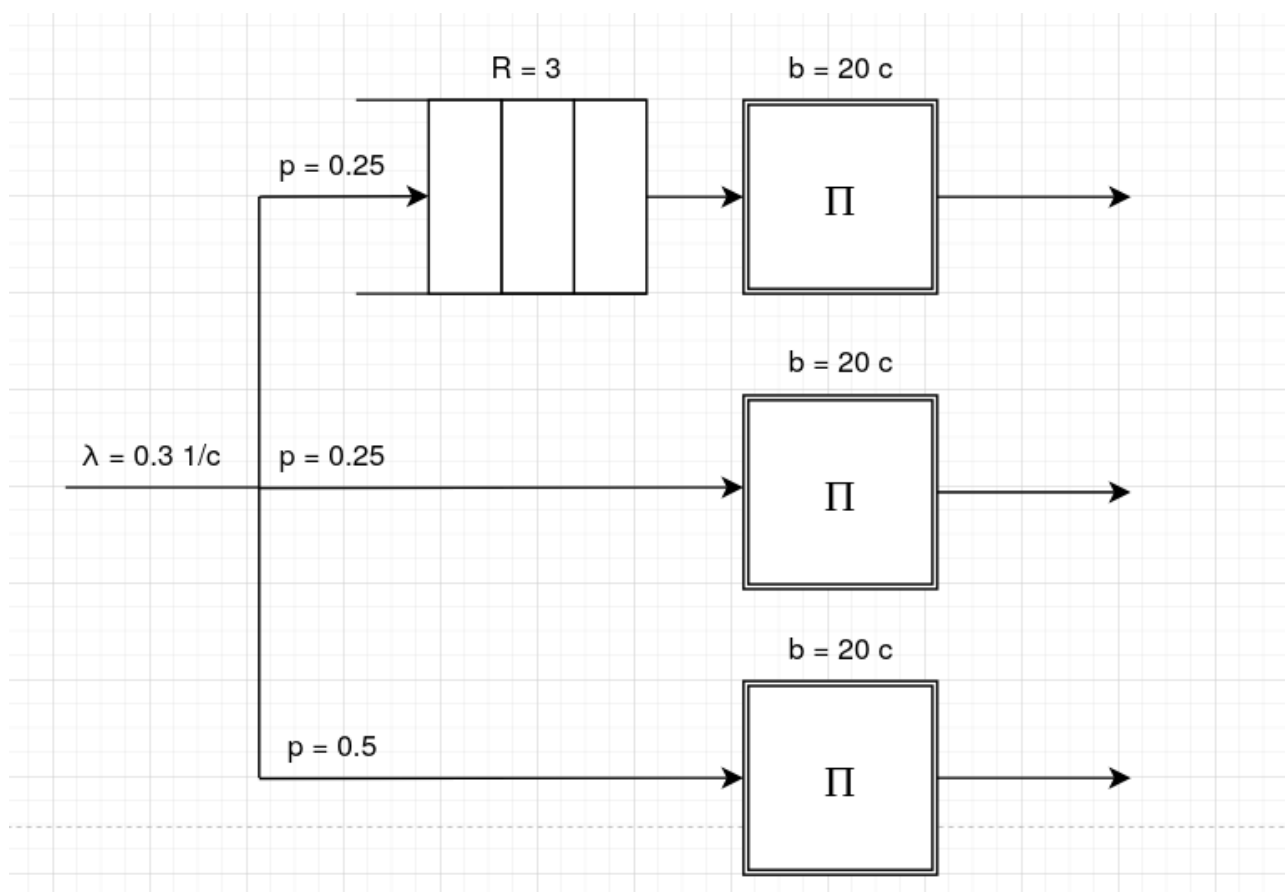 R = 3
b = 20 c
p = 0.25
П
b = 20 c
λ = 0.3 1/c
p = 0.25
П
b = 20 c
p = 0.5
П